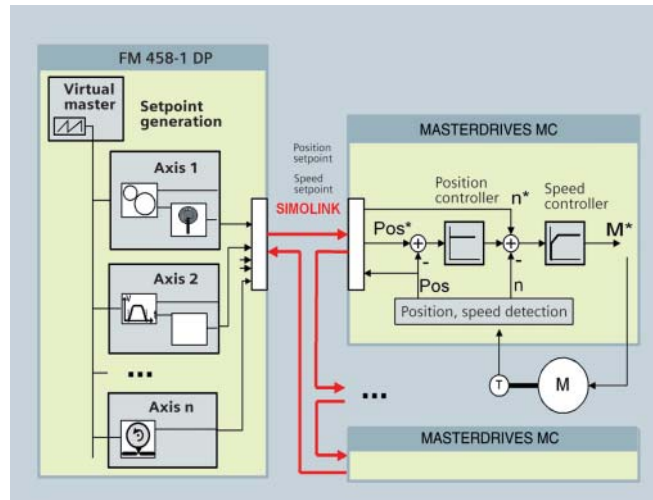 FM 458-1 DP
Virtual
master
Setpoint
generation
Axis 1
Axis 2
...
Axis n
Position
setpoint
Speed
setpoint
SIMOLINK
MASTERDRIVES MC
Position
controller
n*
Speed
controller
Pos*
M*
-
-
Pos
n
Position, speed detection
T
M
...
MASTERDRIVES MC